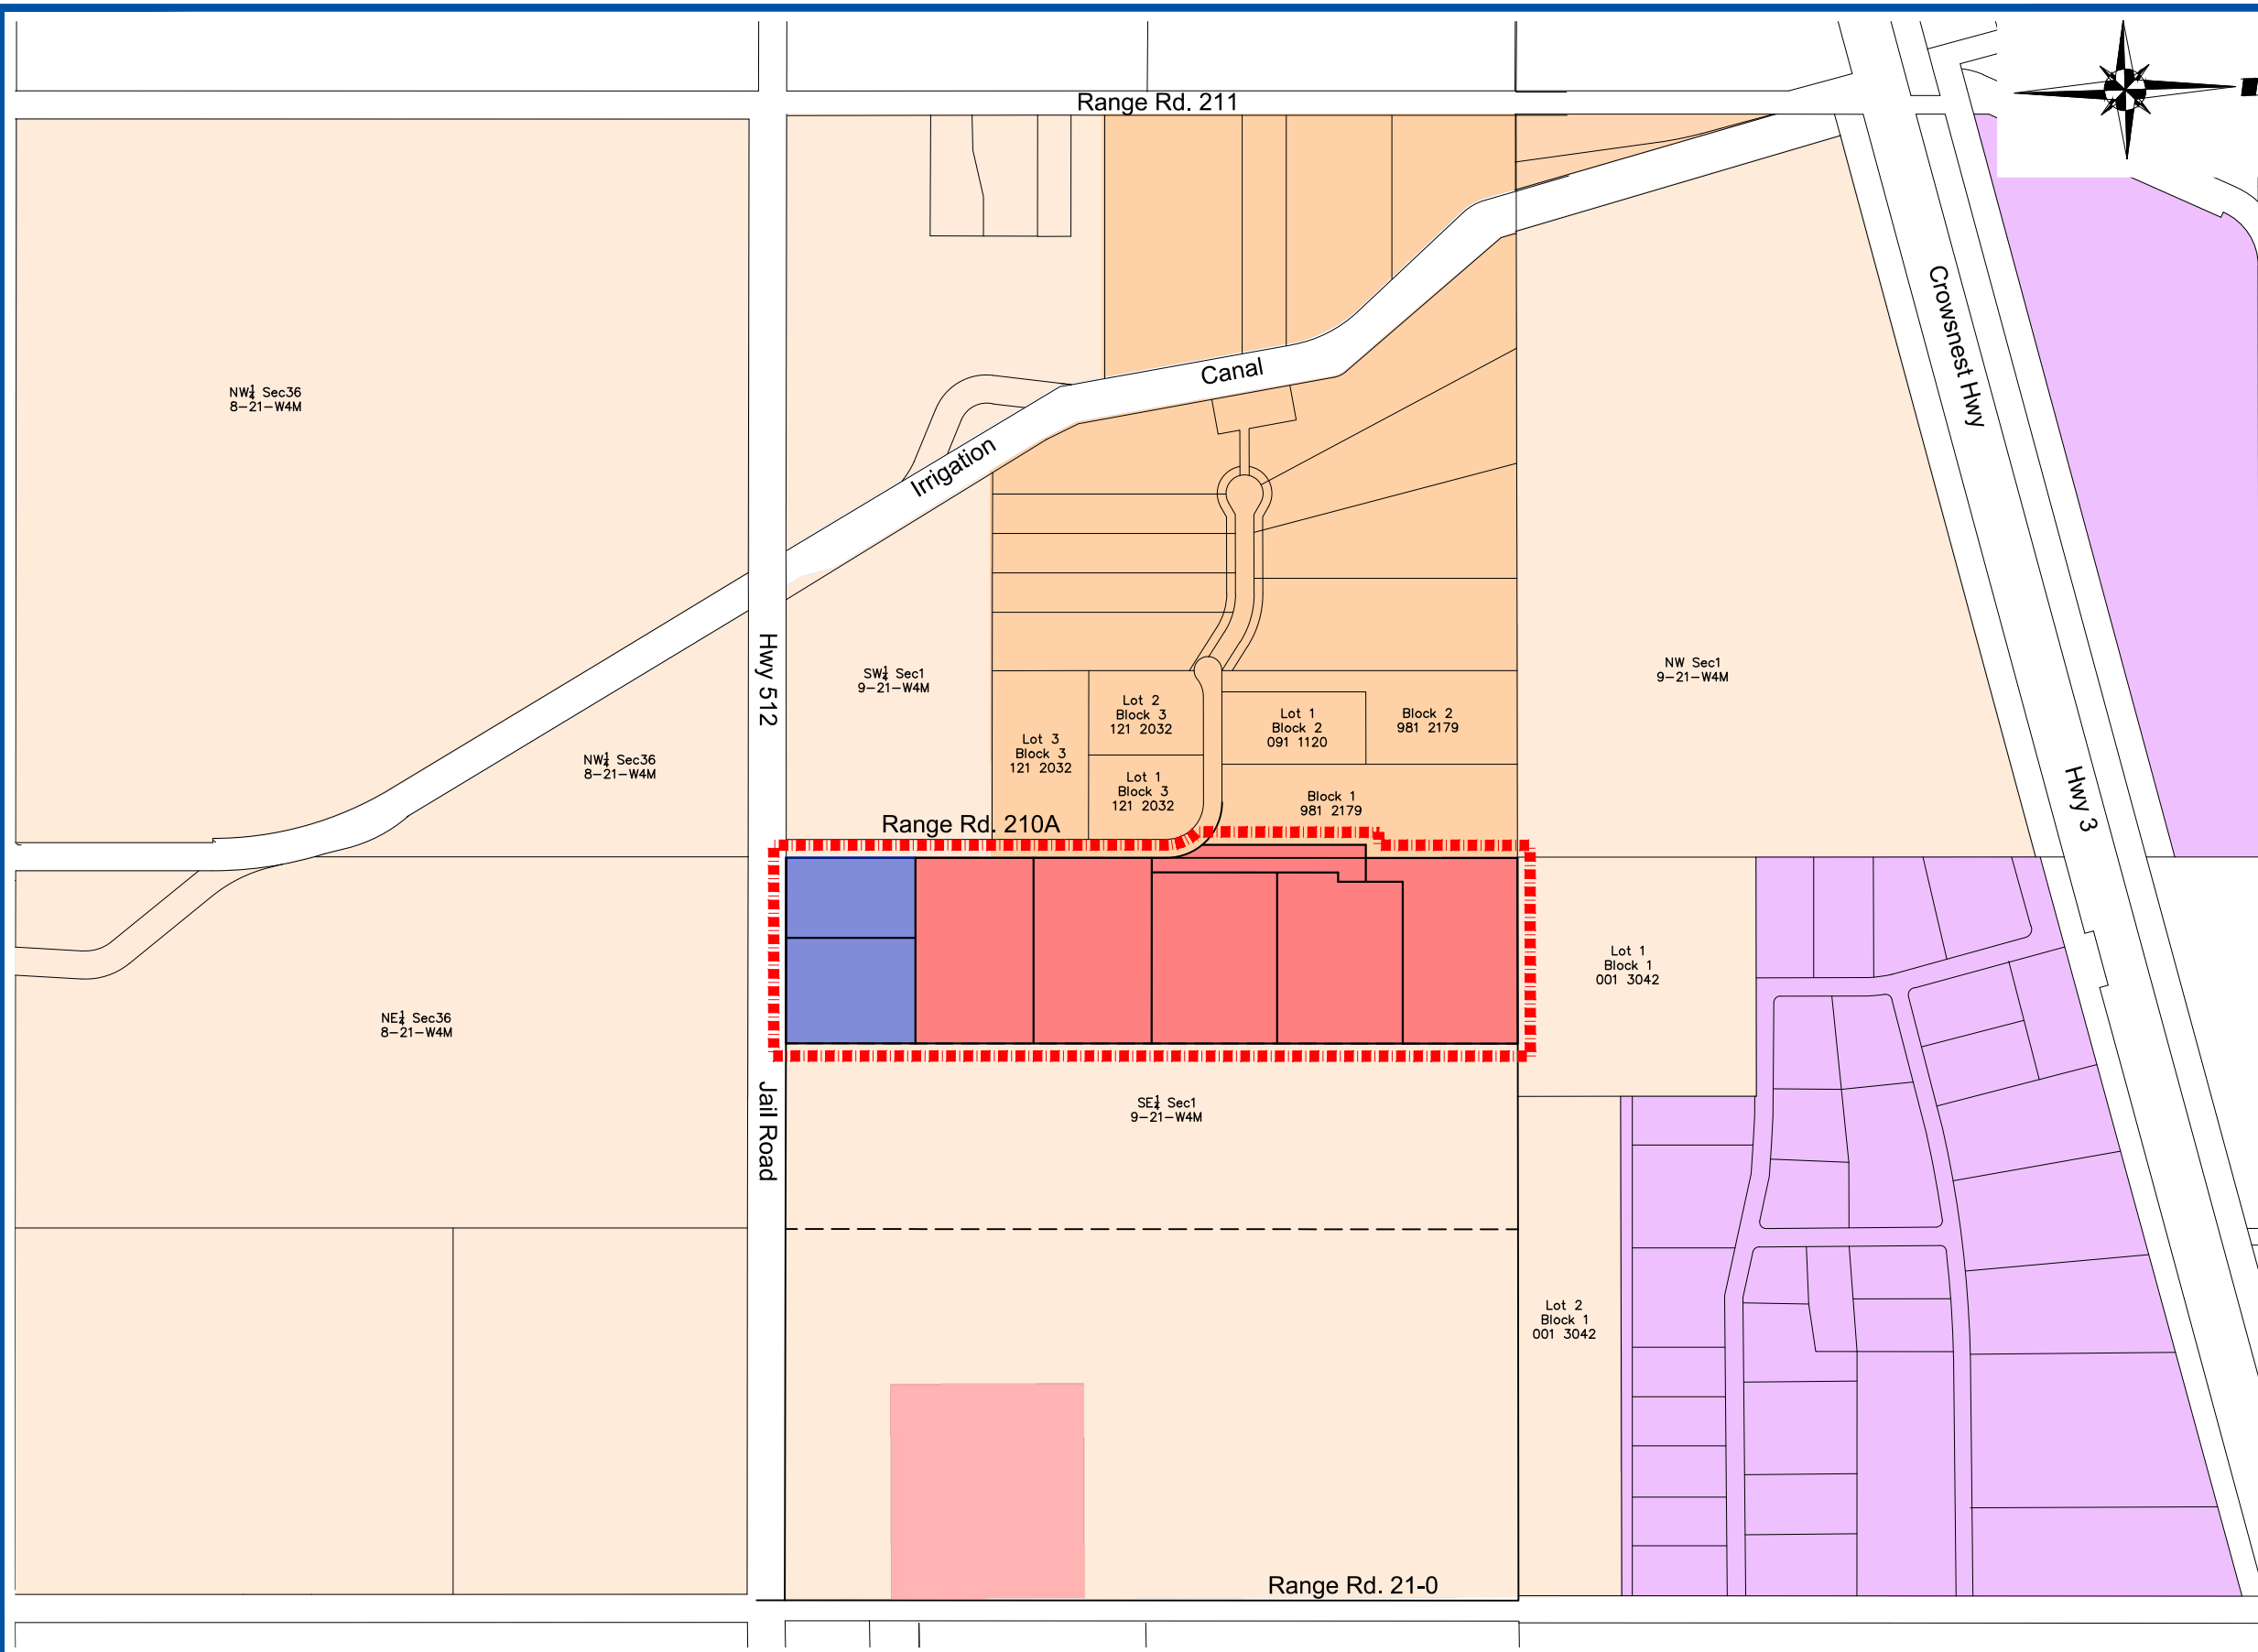 Range Rd. 211
Crowsnest Hwy
Canal
Irrigation
NW¼ Sec36
8-21-W4M
Hwy 512
SW¼ Sec1
9-21-W4M
NW Sec1
9-21-W4M
Lot 2
Block 3
121 2032
Lot 1
Block 2
091 1120
Block 2
981 2179
Lot 3
Block 3
121 2032
NW¼ Sec36
8-21-W4M
Lot 1
Block 3
121 2032
Block 1
981 2179
Hwy 3
Range Rd. 210A
Lot 1
Block 1
001 3042
NE¼ Sec36
8-21-W4M
Jail Road
SE¼ Sec1
9-21-W4M
Lot 2
Block 1
001 3042
Range Rd. 21-0